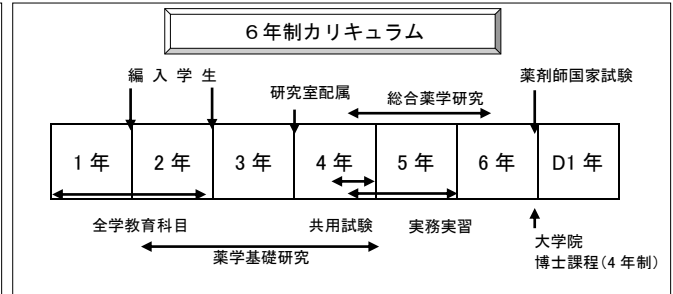 ６年制カリキュラム
編 入 学 生
薬剤師国家試験
研究室配属
総合薬学研究
1 年
2 年
3 年
4 年
5 年
6 年
D1 年
全学教育科目
共用試験
実務実習
薬学基礎研究
大学院
博士課程(4 年制)